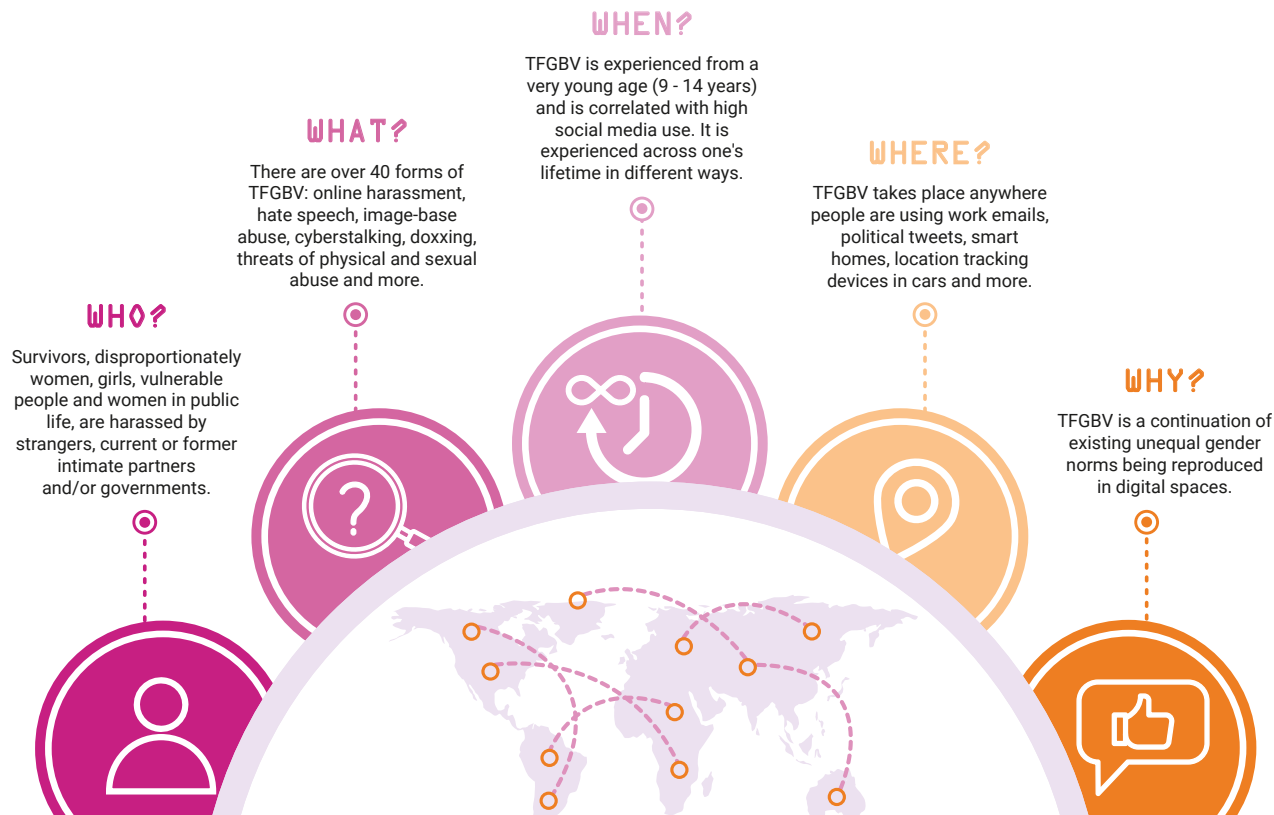 WHO?
Survivors, disproportionately
women, girls, vulnerable
people and women in public
life, are harassed by
strangers, current or former
intimate partners
and/or governments.
WHAT?
There are over 40 forms of
TFGBV: online harassment,
hate speech, image-base
abuse, cyberstalking, doxxing,
threats of physical and sexual
abuse and more.
WHEN?
TFGBV is experienced from a
very young age (9 - 14 years)
and is correlated with high
social media use. It is
experienced across one's
lifetime in different ways.
WHERE?
TFGBV takes place anywhere
people are using work emails,
political tweets, smart
homes, location tracking
devices in cars and more.
WHY?
TFGBV is a continuation of
existing unequal gender
norms being reproduced
in digital spaces.
?